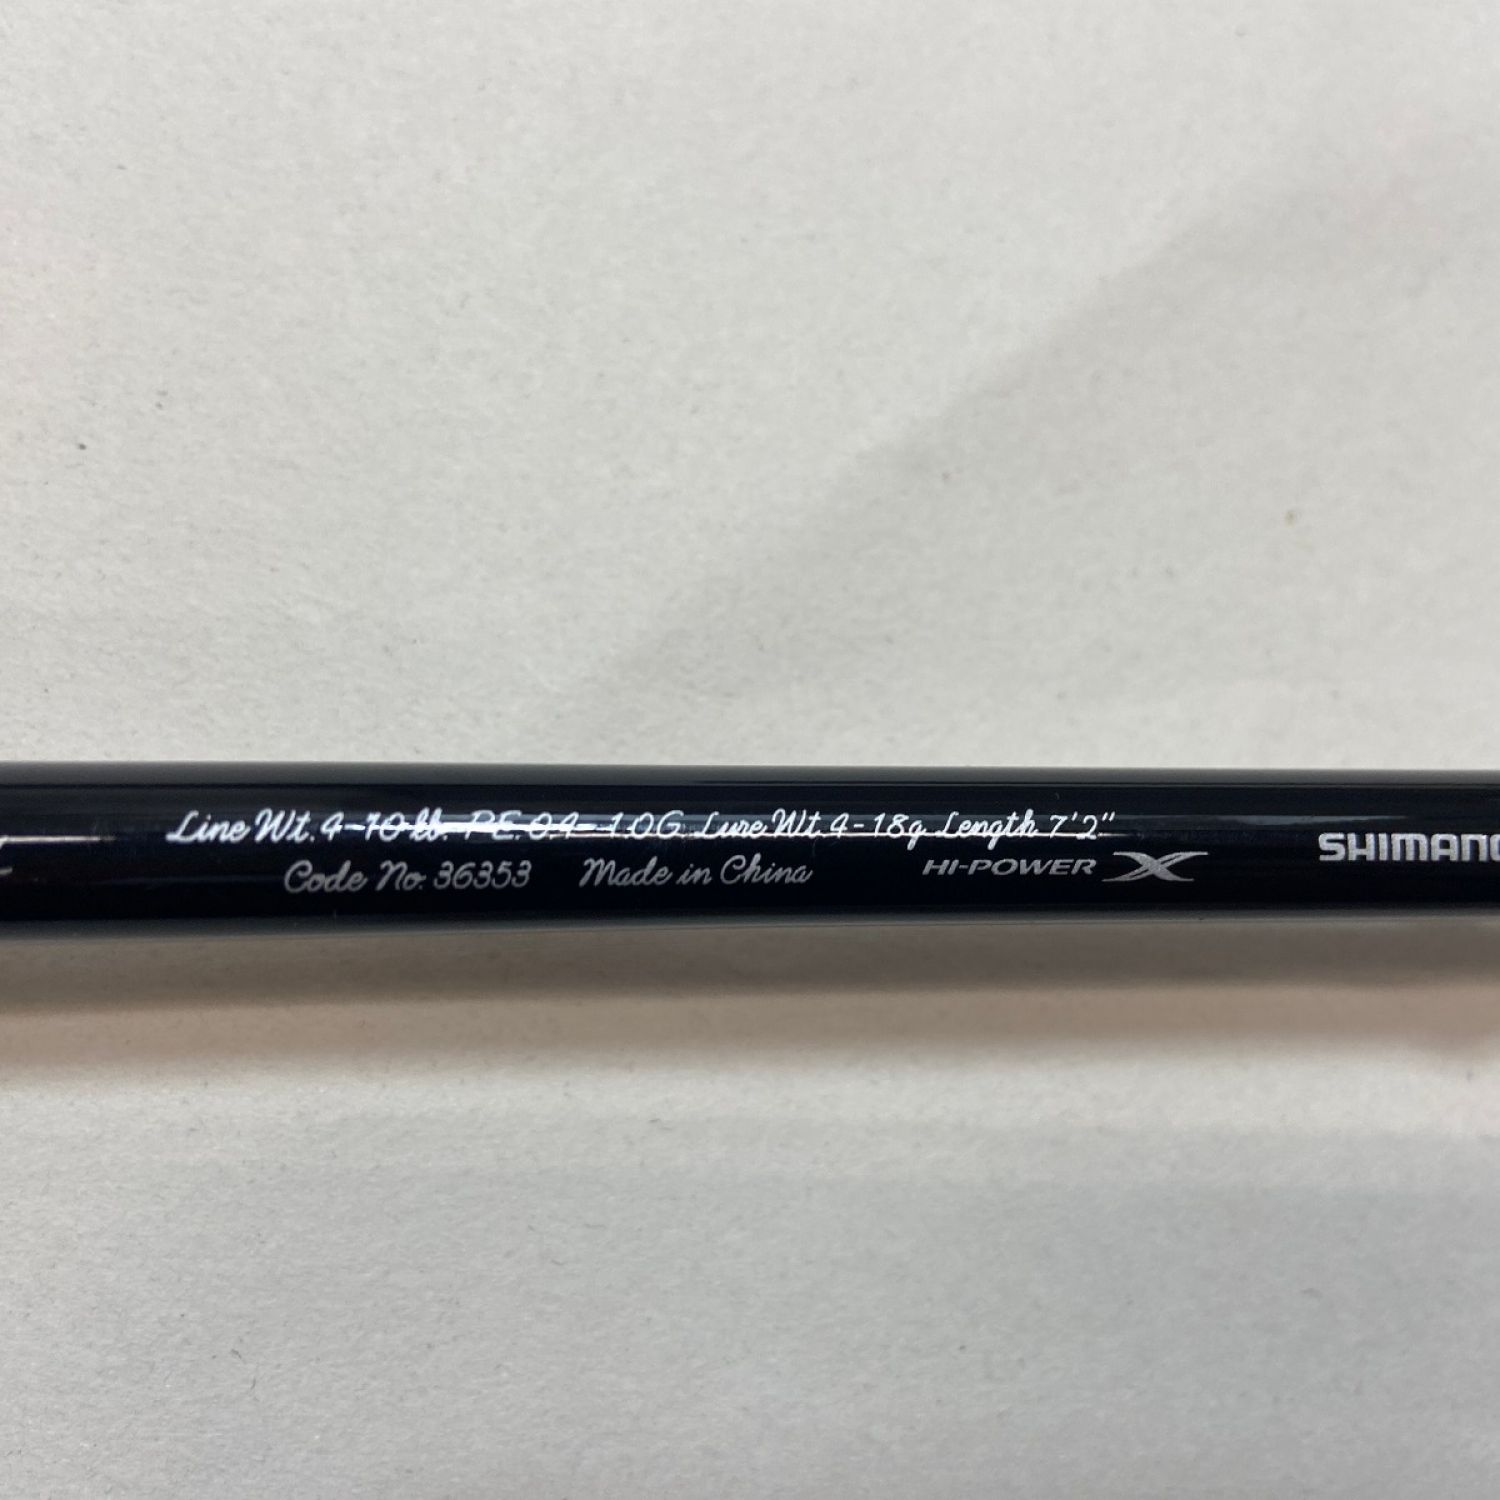 Line Wt. 4-10 lb. PE. 0.4-1.0G Lure Wt. 4-18g Length 7'2"
Code No. 36353 Made in China HI-POWER X SHIMANO